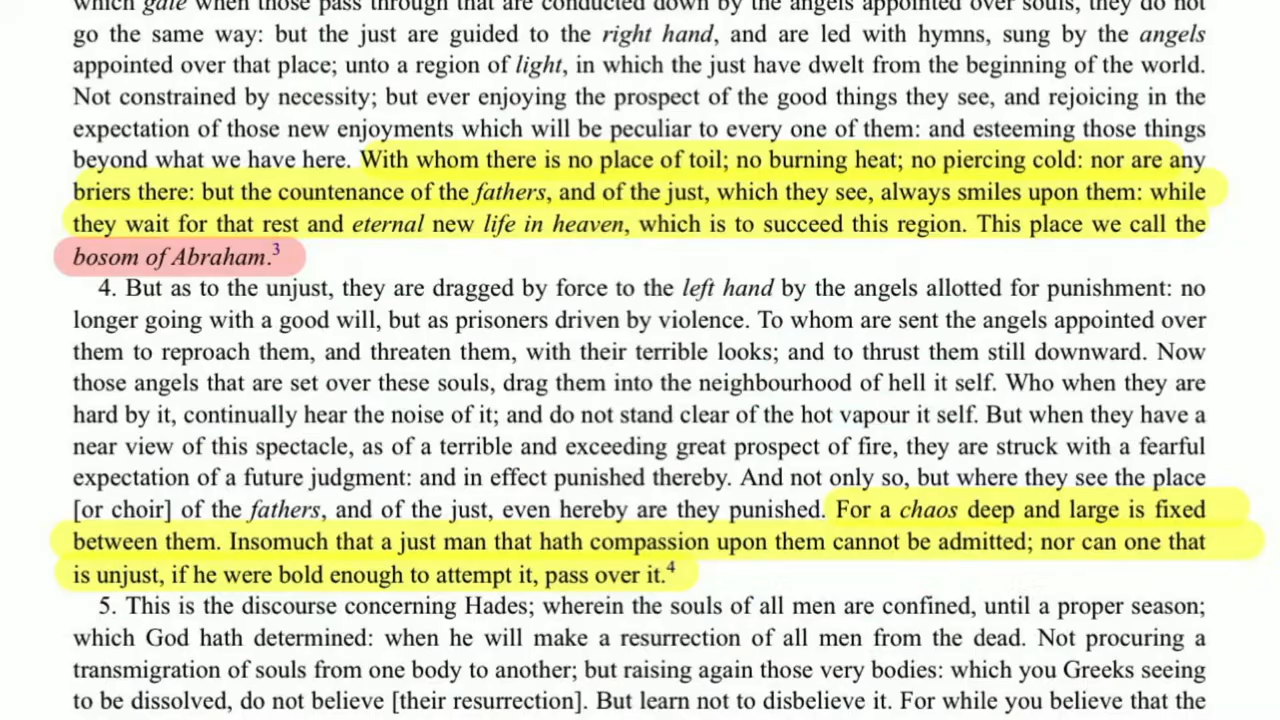 which gate when those pass through that are conducted down by the angels appointed over souls, they do not
go the same way: but the just are guided to the right hand, and are led with hymns, sung by the angels
appointed over that place; unto a region of light, in which the just have dwelt from the beginning of the world.
Not constrained by necessity; but ever enjoying the prospect of the good things they see, and rejoicing in the
expectation of those new enjoyments which will be peculiar to every one of them: and esteeming those things
beyond what we have here. With whom there is no place of toil; no burning heat; no piercing cold: nor are any
briers there: but the countenance of the fathers, and of the just, which they see, always smiles upon them: while
they wait for that rest and eternal new life in heaven, which is to succeed this region. This place we call the
bosom of Abraham.3
4. But as to the unjust, they are dragged by force to the left hand by the angels allotted for punishment: no
longer going with a good will, but as prisoners driven by violence. To whom are sent the angels appointed over
them to reproach them, and threaten them, with their terrible looks; and to thrust them still downward. Now
those angels that are set over these souls, drag them into the neighbourhood of hell it self. Who when they are
hard by it, continually hear the noise of it; and do not stand clear of the hot vapour it self. But when they have a
near view of this spectacle, as of a terrible and exceeding great prospect of fire, they are struck with a fearful
expectation of a future judgment: and in effect punished thereby. And not only so, but where they see the place
[or choir] of the fathers, and of the just, even hereby are they punished. For a chaos deep and large is fixed
between them. Insomuch that a just man that hath compassion upon them cannot be admitted; nor can one that
is unjust, if he were bold enough to attempt it, pass over it.4
5. This is the discourse concerning Hades; wherein the souls of all men are confined, until a proper season;
which God hath determined: when he will make a resurrection of all men from the dead. Not procuring a
transmigration of souls from one body to another; but raising again those very bodies: which you Greeks seeing
to be dissolved, do not believe [their resurrection]. But learn not to disbelieve it. For while you believe that the